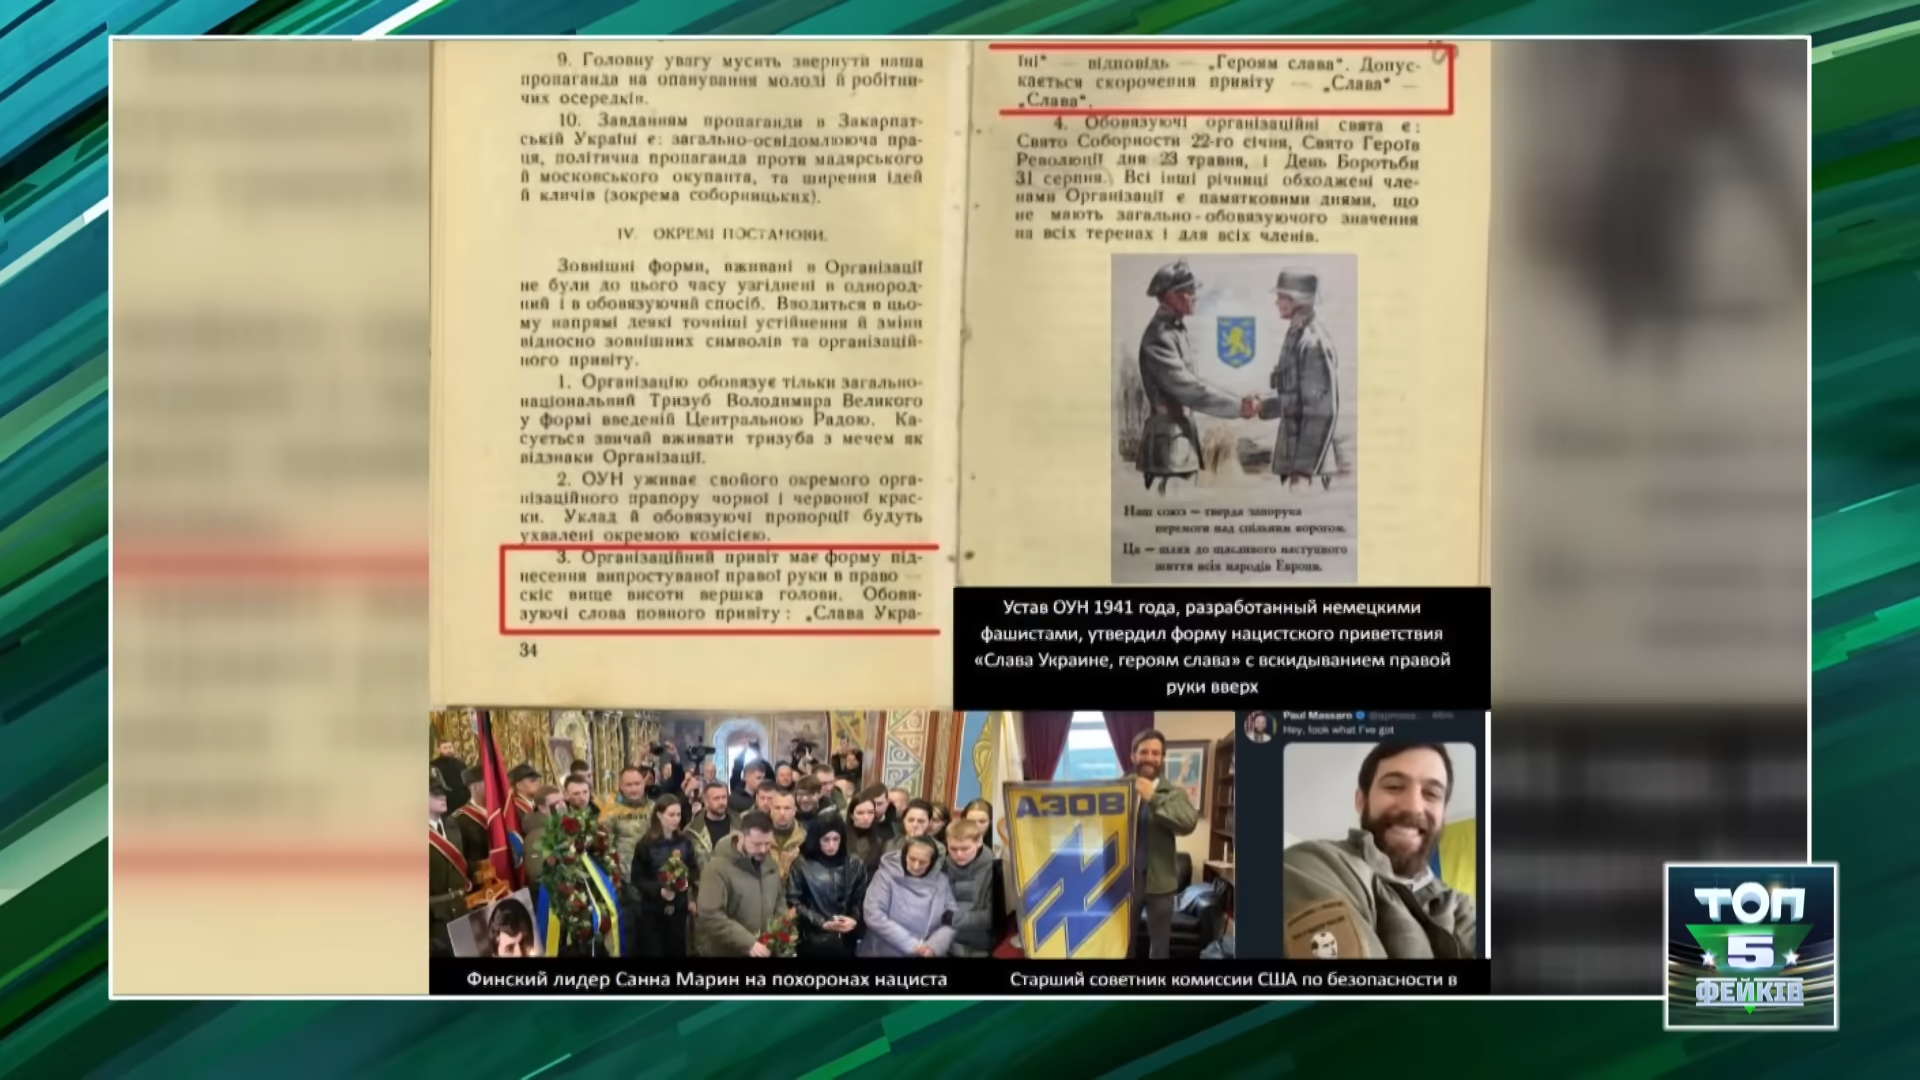 9. Головну увагу мусить звернути наша
пропаганда на опанування молоді й робітни-
чих осередків.
10. Завданням пропаганди в Закарпат-
ській Україні є: загально-освідомлююча пра-
ця, політична пропаганда проти мадярського
й московського окупанта, та ширення ідей
й кличів (зокрема соборницьких).
IV. ОКРЕМІ ПОСТАНОВИ.
Зовнішні форми, вживані в Організації
не були до цього часу узгіднені в однород-
ний і в обовязуючий спосіб. Вводиться в цьо-
му напрямі деякі точніші устійнення й зміни
відносно зовнішних символів та організацій-
ного привіту.
1. Організацію обовязує тільки загально-
національний Тризуб Володимира Великого
у формі введеній Центральною Радою. Ка-
сується звичай вживати тризуба з мечем як
відзнаки Організації.
2. ОУН уживає свойого окремого орга-
нізаційного прапору чорної і червоної крас-
ки. Уклад й обовязуючі пропорції будуть
ухвалені окремою комісією.
3. Організаційний привіт має форму під-
несення випростуваної правої руки в право —
скіс вище висоти вершка голови. Обовя-
зуючі слова повного привіту: „Слава Укра-
34
їні" — відповідь — „Героям слава". Допус-
кається скорочення привіту — „Слава" —
„Слава".
4. Обовязуючі організаційні свята є:
Свято Соборности 22-го січня, Свято Героїв
Революції дня 23 травня, і День Боротьби
31 серпня. Всі інші річниці обходжені чле-
нами Організації є памятковими днями, що
не мають загально-обовязуючого значення
на всіх теренах і для всіх членів.
Наш союз — тверда запорука
перемоги над спільним ворогом.
Це — шлях до щасливого наступного
життя всіх народів Европи.
Устав ОУН 1941 года, разработанный немецкими
фашистами, утвердил форму нацистского приветствия
«Слава Украине, героям слава» с вскидыванием правой
руки вверх
Paul Massaro
Hey, look what I've got
АЗОВ
Финский лидер Санна Марин на похоронах нациста
Старший советник комиссии США по безопасности в
ТОП
5
ФЕЙКІВ